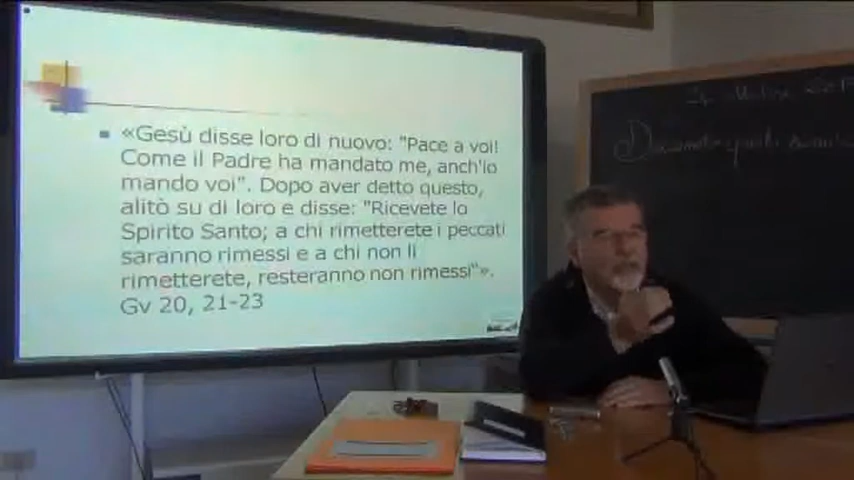 «Gesù disse loro di nuovo: "Pace a voi!
Come il Padre ha mandato me, anch'io
mando voi". Dopo aver detto questo,
alitò su di loro e disse: "Ricevete lo
Spirito Santo; a chi rimetterete i peccati
saranno rimessi e a chi non li
rimetterete, resteranno non rimessi"».
Gv 20, 21-23